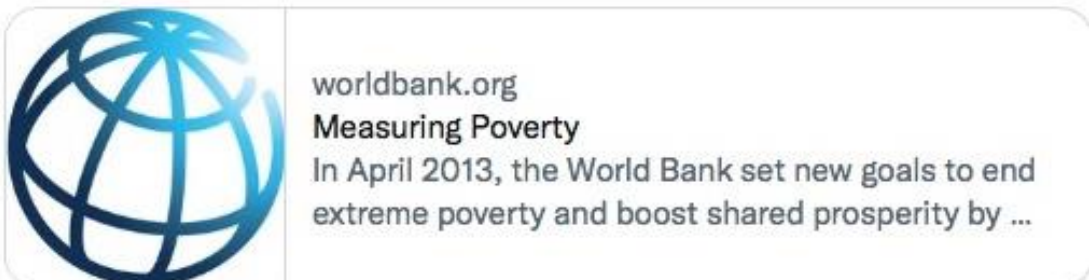 worldbank.org
Measuring Poverty
In April 2013, the World Bank set new goals to end
extreme poverty and boost shared prosperity by ...